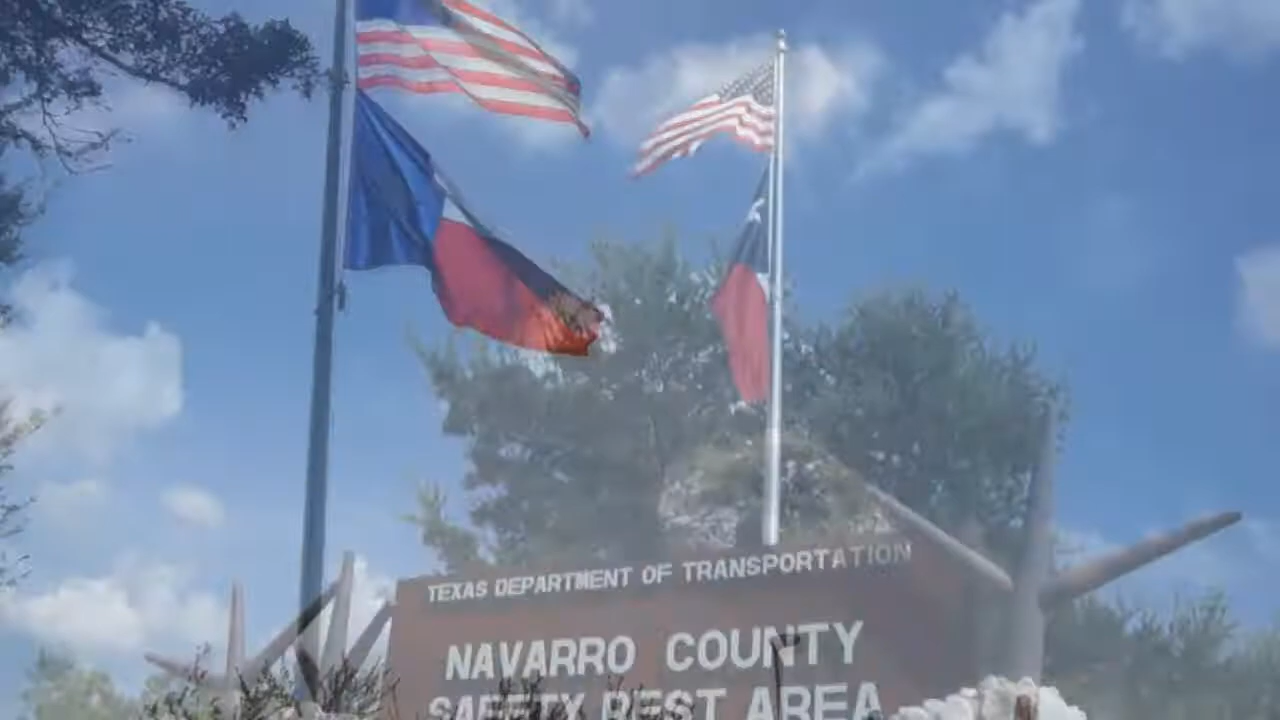 TEXAS DEPARTMENT OF TRANSPORTATION
NAVARRO COUNTY
SAFETY REST AREA